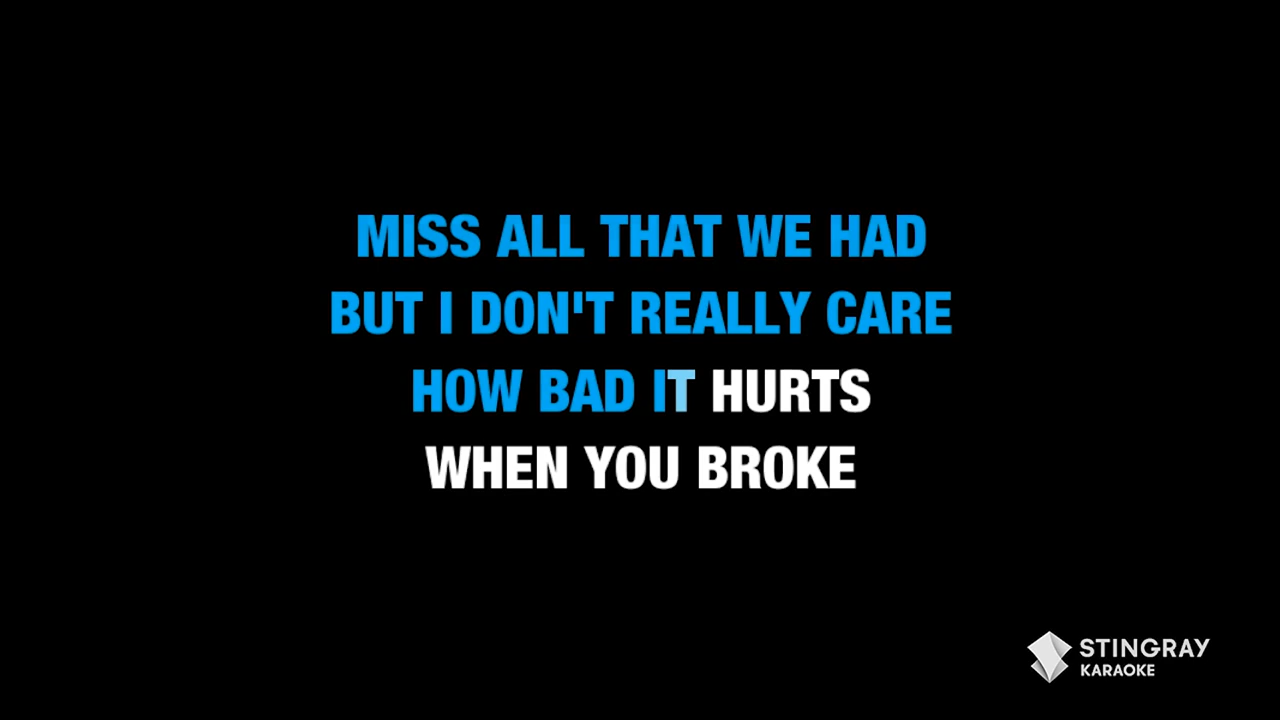 MISS ALL THAT WE HAD
BUT I DON'T REALLY CARE
HOW BAD IT HURTS
WHEN YOU BROKE
STINGRAY
KARAOKE